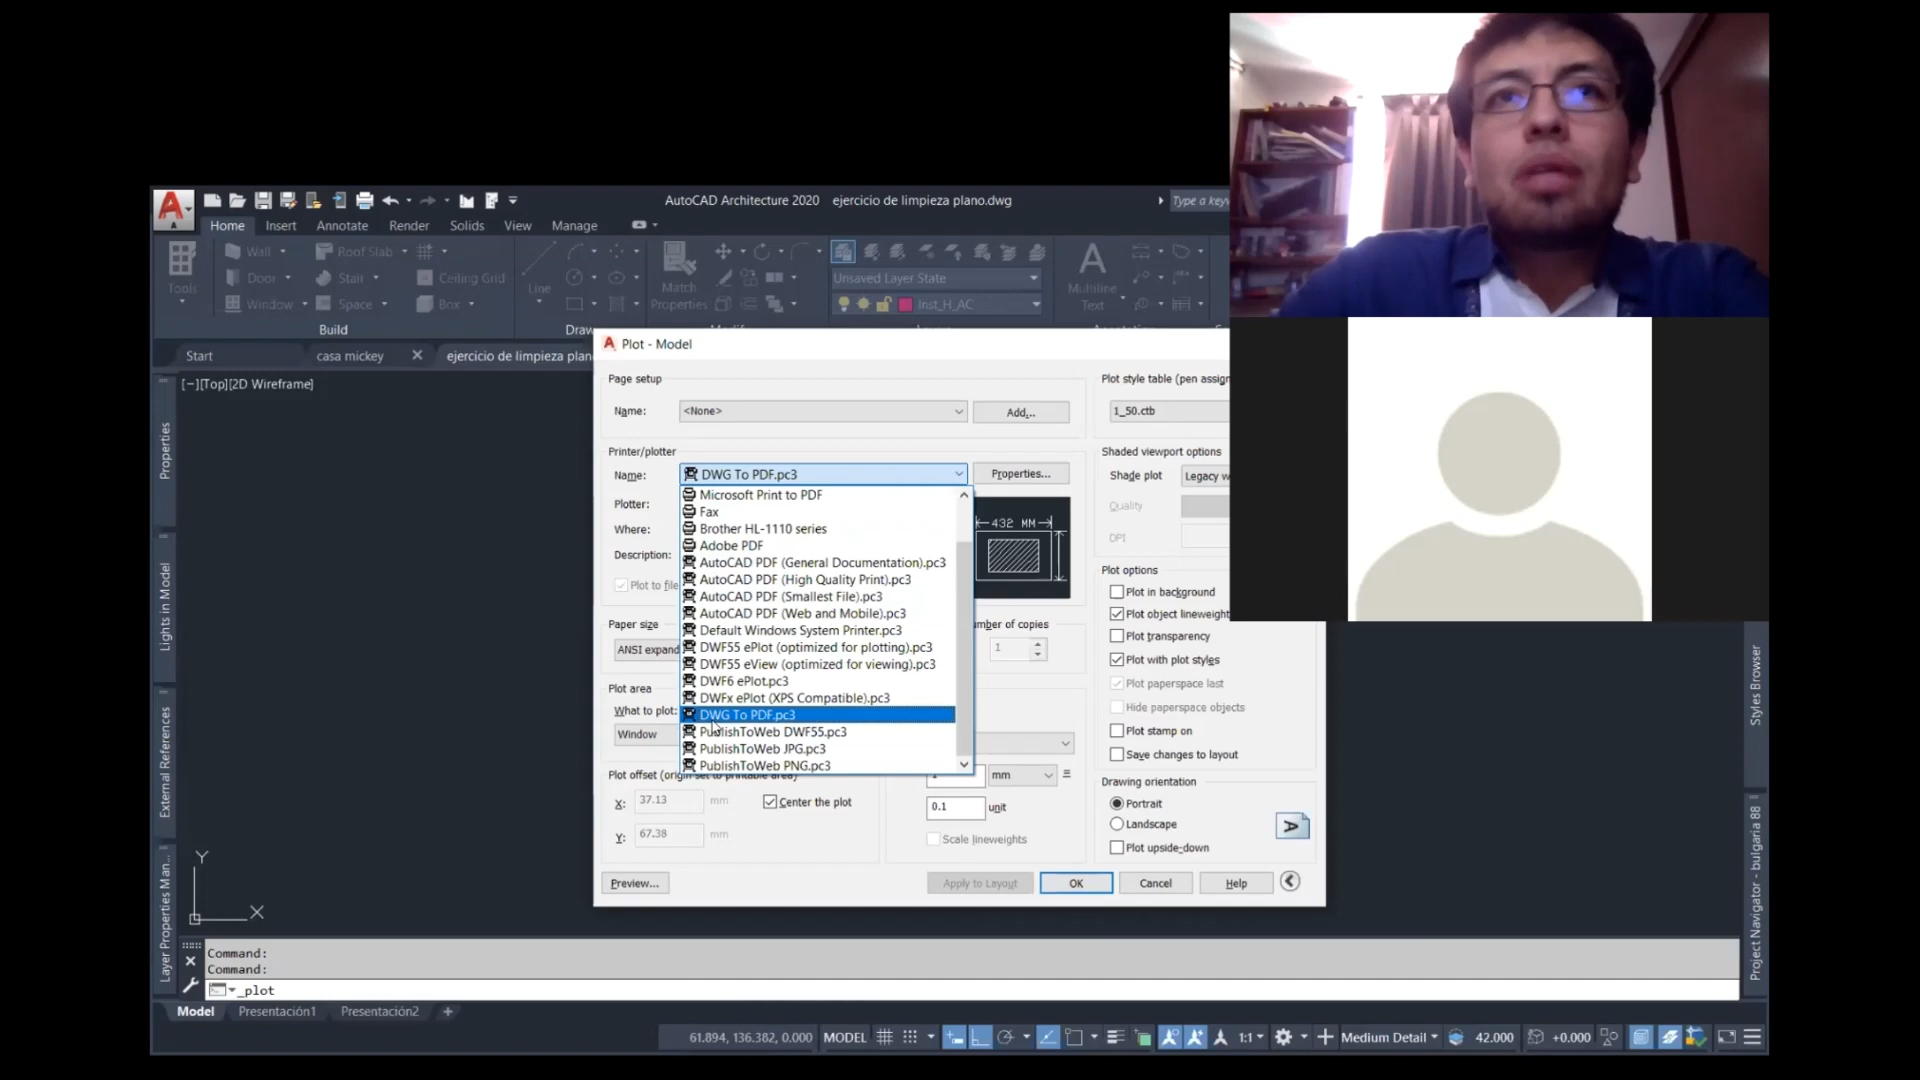 AutoCAD Architecture 2020 ejercicio de limpieza plano.dwg
Type a keyw
Home Insert Annotate Render Solids View Manage
Wall Roof Slab
Door Stair Ceiling Grid
Window Space Box
Tools
Line
Match
Properties
Unsaved Layer State
Inst_H_AC
Multiline
Text
Build
Draw
Start casa mickey ejercicio de limpieza plan
[−][Top][2D Wireframe]
Plot - Model
Page setup
Name: <None> Add...
Plot style table (pen assign
1_50.ctb
Printer/plotter
Name: DWG To PDF.pc3 Properties...
Plotter:
Where:
Description:
Plot to file
Microsoft Print to PDF
Fax
Brother HL-1110 series
Adobe PDF
AutoCAD PDF (General Documentation).pc3
AutoCAD PDF (High Quality Print).pc3
AutoCAD PDF (Smallest File).pc3
AutoCAD PDF (Web and Mobile).pc3
Default Windows System Printer.pc3
DWF55 ePlot (optimized for plotting).pc3
DWF55 eView (optimized for viewing).pc3
DWF6 ePlot.pc3
DWFx ePlot (XPS Compatible).pc3
DWG To PDF.pc3
PublishToWeb DWF55.pc3
PublishToWeb JPG.pc3
PublishToWeb PNG.pc3
432 MM
Shaded viewport options
Shade plot Legacy w
Quality
DPI
Paper size
ANSI expand
umber of copies
1
Plot area
What to plot:
Window
Plot offset (origin set to printable area)
X: 37.13 mm Center the plot
Y: 67.38 mm
mm
0.1 unit
Scale lineweights
Plot options
Plot in background
Plot object lineweight
Plot transparency
Plot with plot styles
Plot paperspace last
Hide paperspace objects
Plot stamp on
Save changes to layout
Drawing orientation
Portrait
Landscape
Plot upside-down
A
Preview... Apply to Layout OK Cancel Help
Properties
Lights in Model
External References
Layer Properties Man...
Styles Browser
Project Navigator - bulgaria 88
Y
X
Command:
Command:
_plot
Model Presentación1 Presentación2 +
61.894, 136.382, 0.000 MODEL 1:1 Medium Detail 42.000 +0.000